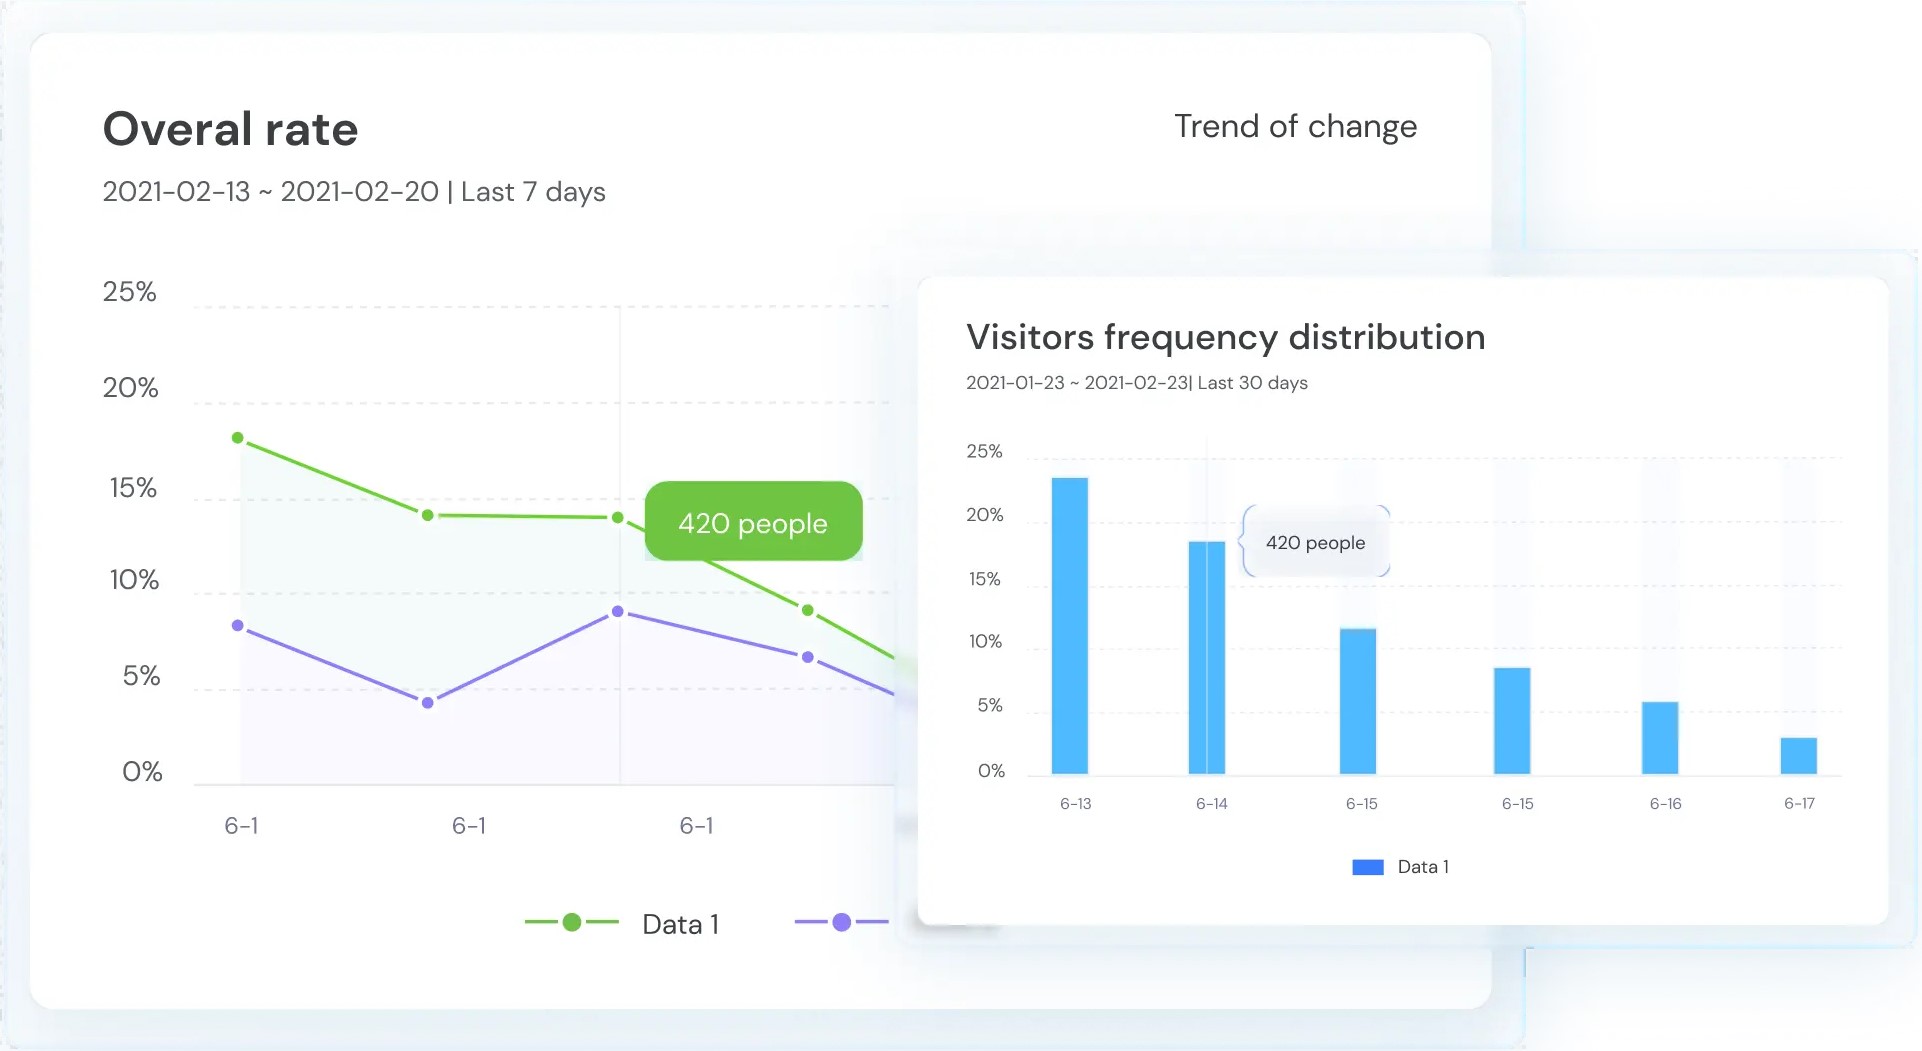 Overal rate
Trend of change
2021-02-13 ~ 2021-02-20 | Last 7 days
25%
20%
15%
10%
5%
0%
420 people
6-1
6-1
6-1
Data 1
Visitors frequency distribution
2021-01-23 ~ 2021-02-23| Last 30 days
25%
20%
15%
10%
5%
0%
420 people
6-13
6-14
6-15
6-15
6-16
6-17
Data 1